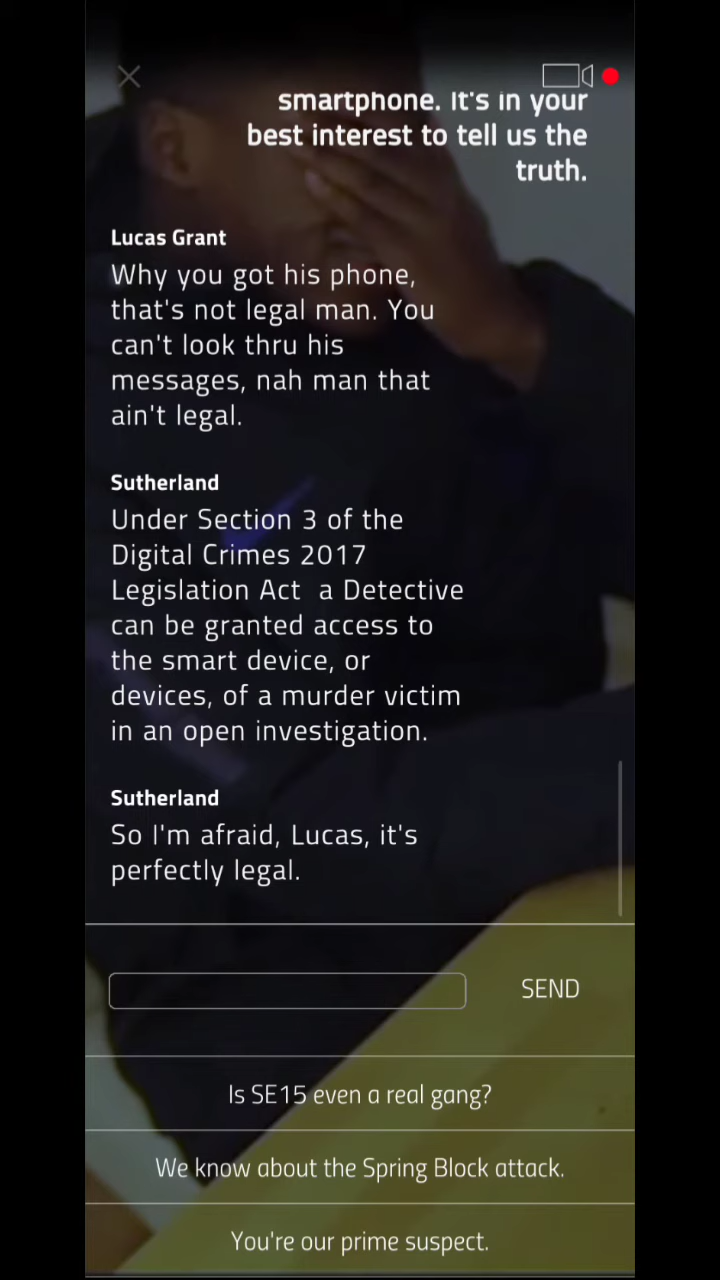 smartphone. It's in your
best interest to tell us the
truth.
Lucas Grant
Why you got his phone,
that's not legal man. You
can't look thru his
messages, nah man that
ain't legal.
Sutherland
Under Section 3 of the
Digital Crimes 2017
Legislation Act  a Detective
can be granted access to
the smart device, or
devices, of a murder victim
in an open investigation.
Sutherland
So I'm afraid, Lucas, it's
perfectly legal.
SEND
Is SE15 even a real gang?
We know about the Spring Block attack.
You're our prime suspect.